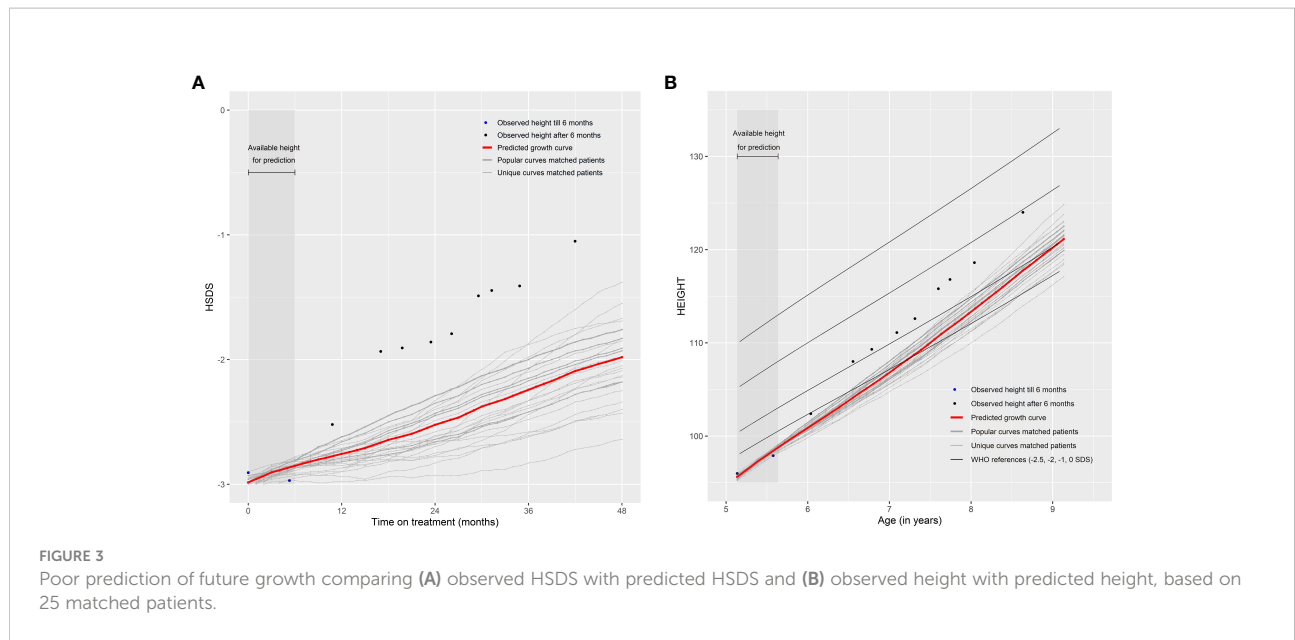 A
0
-1
-2
-3
HSDS
Available height
for prediction
Observed height till 6 months
Observed height after 6 months
Predicted growth curve
Popular curves matched patients
Unique curves matched patients
0
12
24
36
48
Time on treatment (months)
B
130
120
110
100
HEIGHT
Available height
for prediction
Observed height till 6 months
Observed height after 6 months
Predicted growth curve
Popular curves matched patients
Unique curves matched patients
WHO references (-2.5, -2, -1, 0 SDS)
5
6
7
8
9
Age (in years)
FIGURE 3
Poor prediction of future growth comparing (A) observed HSDS with predicted HSDS and (B) observed height with predicted height, based on
25 matched patients.